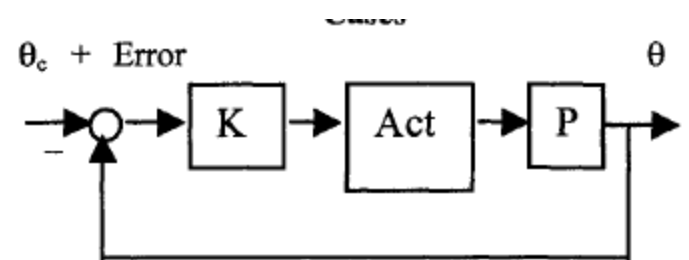 θc + Error θ
K Act P
−